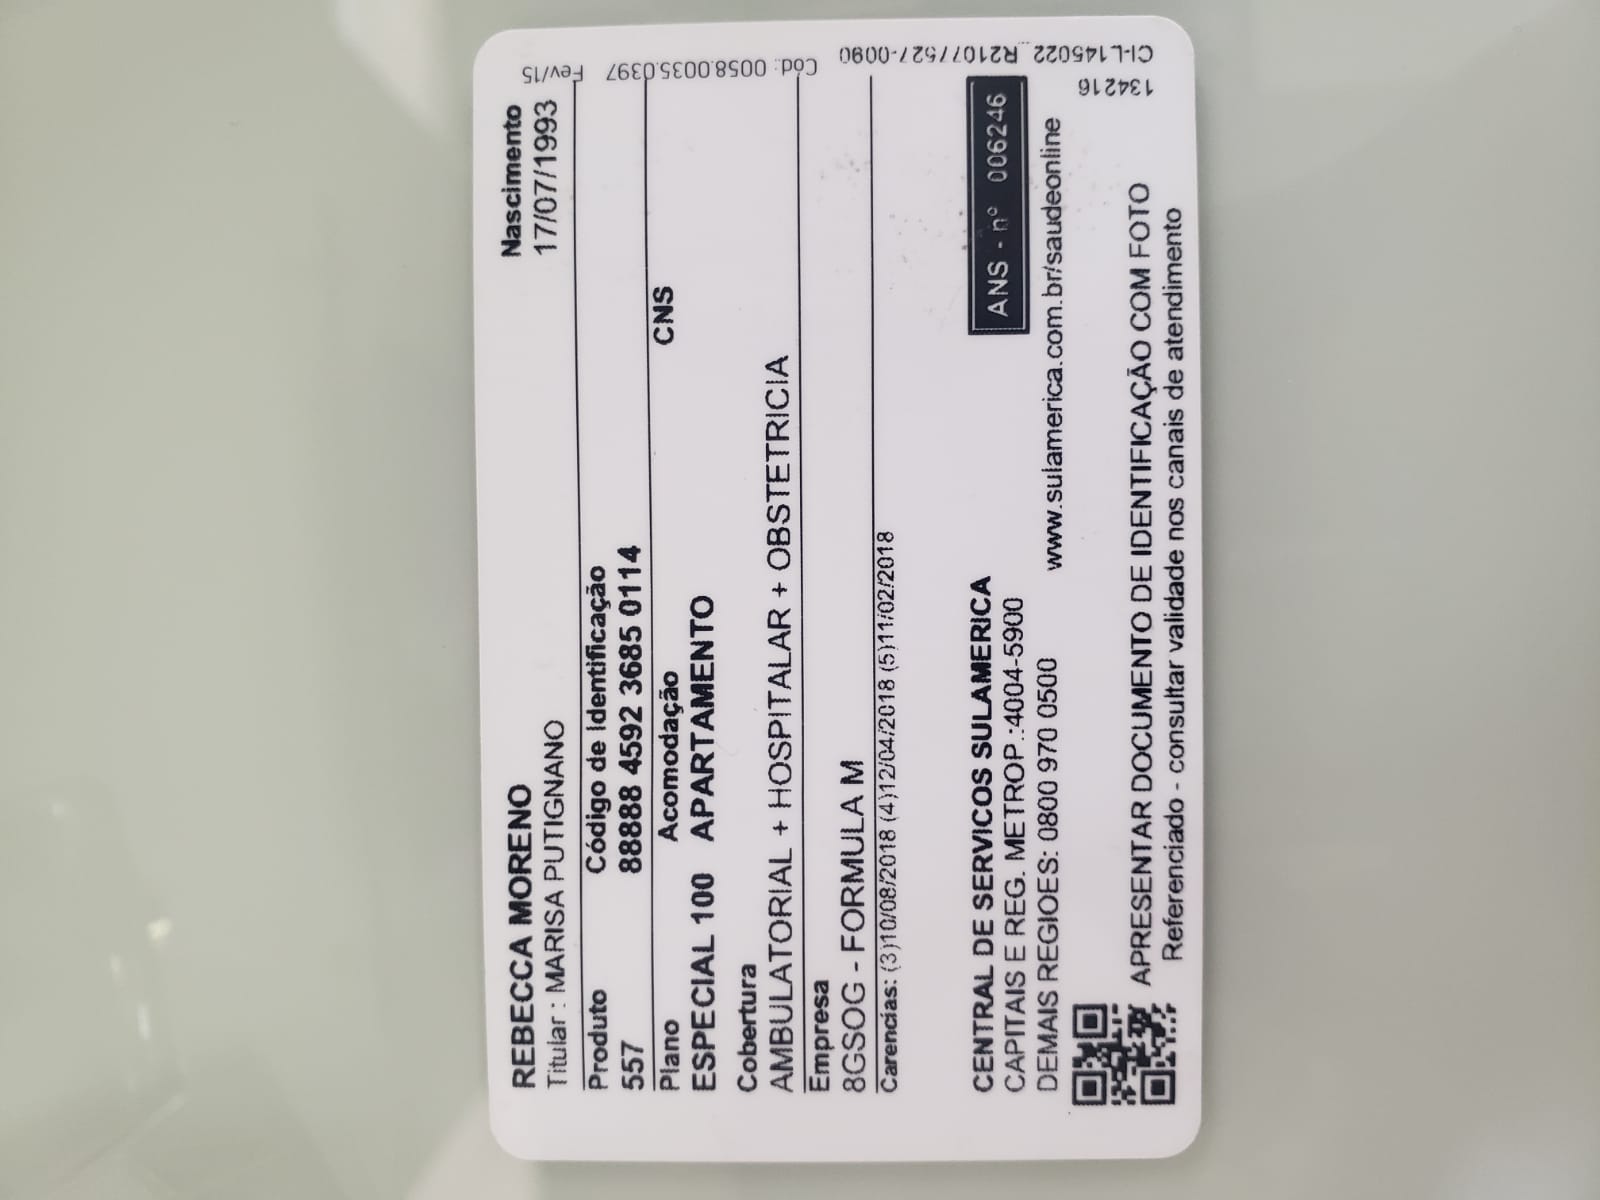 REBECCA MORENO
Nascimento
Titular : MARISA PUTIGNANO
17/07/1993
Produto
Código de Identificação
557
88888 4592 3685 0114
Plano
Acomodação
CNS
ESPECIAL 100 APARTAMENTO
Cobertura
AMBULATORIAL + HOSPITALAR + OBSTETRICIA
Empresa
8GSOG - FORMULA M
Carencias: (3)10/08/2018 (4)12/04/2018 (5)11/02/2018
CENTRAL DE SERVICOS SULAMERICA
CAPITAIS E REG. METROP.:4004-5900
DEMAIS REGIOES: 0800 970 0500
ANS - nº 006246
www.sulamerica.com.br/saudeonline
APRESENTAR DOCUMENTO DE IDENTIFICAÇÃO COM FOTO
Referenciado - consultar validade nos canais de atendimento
134216
CI-L145022_R2107527-0090
Cod.: 0058.0035.0397 Fev/15